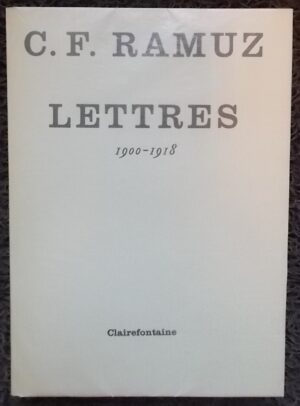 C. F. RAMUZ
LETTRES
1900-1918
Clairefontaine